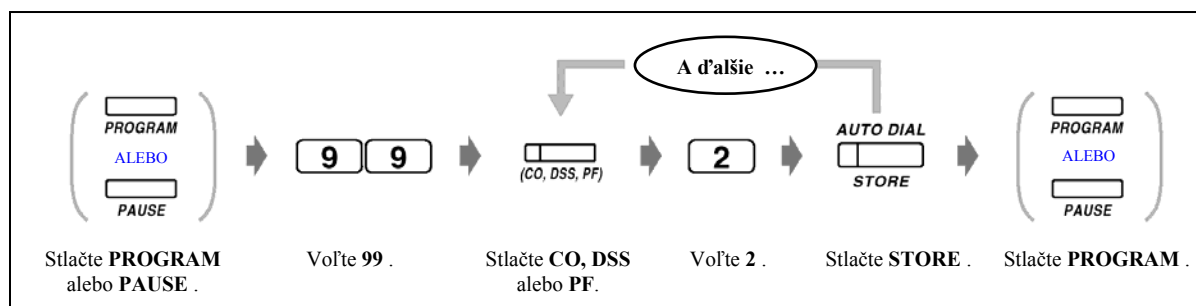 A ďalšie …
PROGRAM
ALEBO
PAUSE
9 9
(CO, DSS, PF)
2
AUTO DIAL
STORE
PROGRAM
ALEBO
PAUSE
Stlačte PROGRAM
alebo PAUSE .
Voľte 99 .
Stlačte CO, DSS
alebo PF.
Voľte 2 .
Stlačte STORE .
Stlačte PROGRAM .